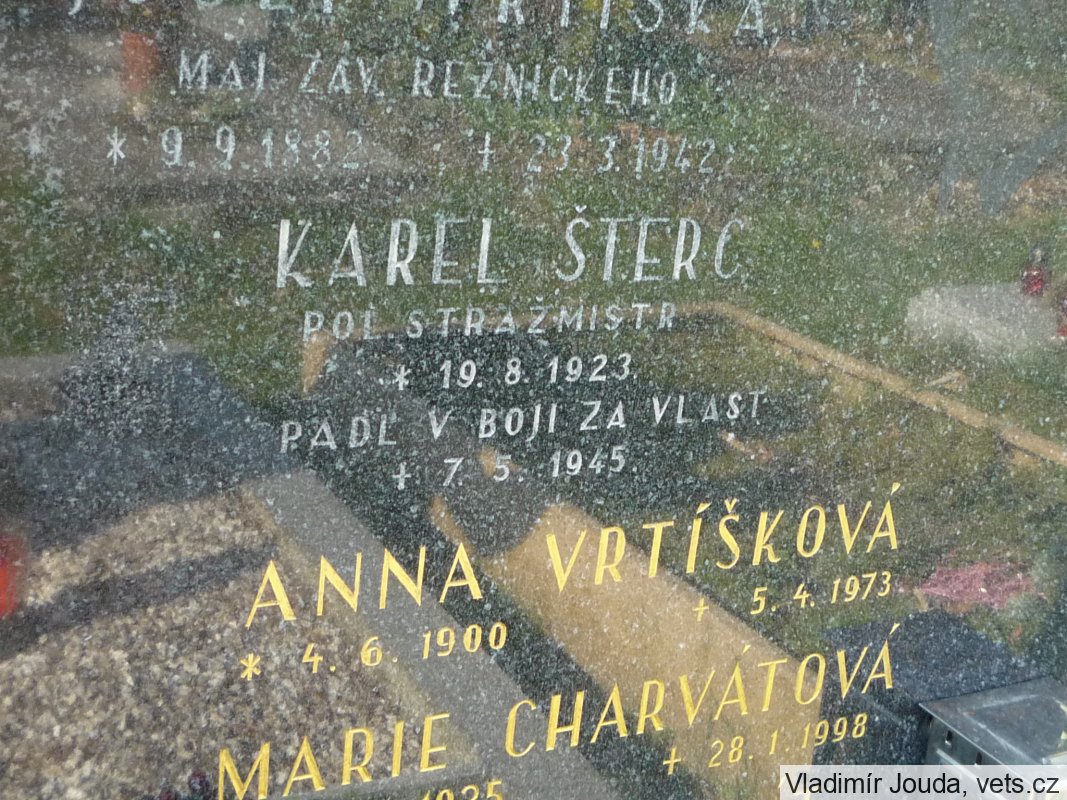 VRTIŠKA
MAJ. ZÁV. ŘEZNICKÉHO
* 9. 9. 1882 + 23. 3. 1942
KAREL ŠTERC
POL. STRÁŽMISTR
* 19. 8. 1923
PADL V BOJI ZA VLAST
+ 7. 5. 1945.
ANNA VRTÍŠKOVÁ
* 4. 6. 1900 + 5. 4. 1973
MARIE CHARVÁTOVÁ
1925 + 28. 1. 1998
Vladimír Jouda, vets.cz